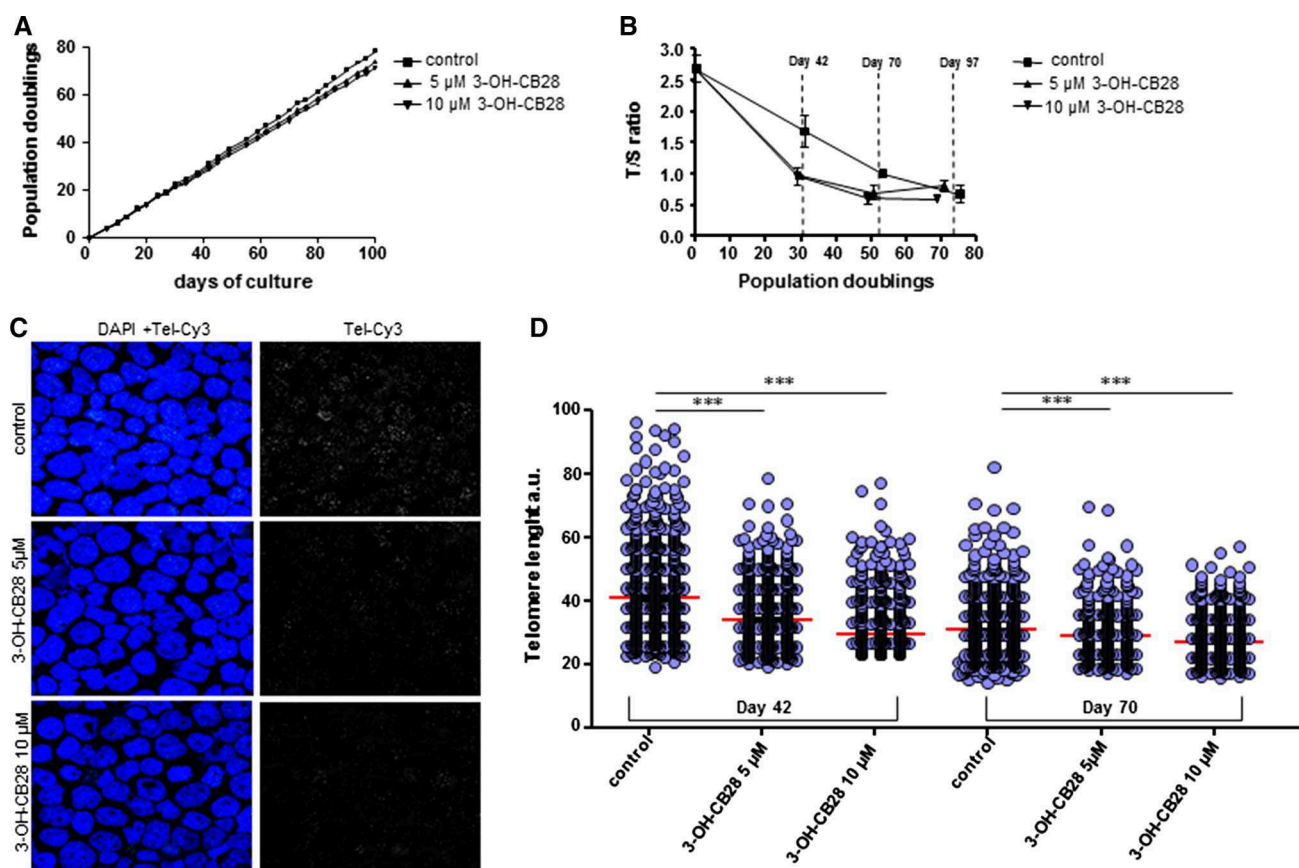 A
Population doublings
80
60
40
20
0
0 20 40 60 80 100
days of culture
control
5 µM 3-OH-CB28
10 µM 3-OH-CB28
B
T/S ratio
3.0
2.5
2.0
1.5
1.0
0.5
0.0
Day 42 Day 70 Day 97
0 10 20 30 40 50 60 70 80
Population doublings
control
5 µM 3-OH-CB28
10 µM 3-OH-CB28
C
DAPI +Tel-Cy3 Tel-Cy3
control
3-OH-CB28 5µM
3-OH-CB28 10 µM
D
Telomere lenght a.u.
100
80
60
40
20
0
*** ***
*** ***
Day 42 Day 70
control
3-OH-CB28 5 µM
3-OH-CB28 10 µM
control
3-OH-CB28 5µM
3-OH-CB28 10 µM